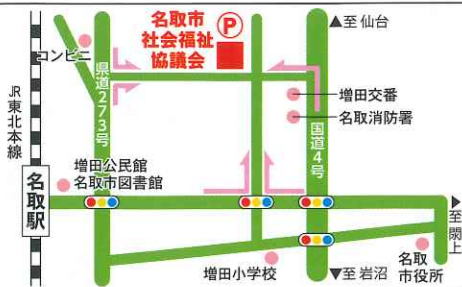 名取市
社会福祉
協議会
P
▲至 仙台
コンビニ
県道273号
JR東北本線
増田交番
名取消防署
国道4号
増田公民館
名取市図書館
名取駅
▶至 閖上
増田小学校
名取
市役所
▼至 岩沼